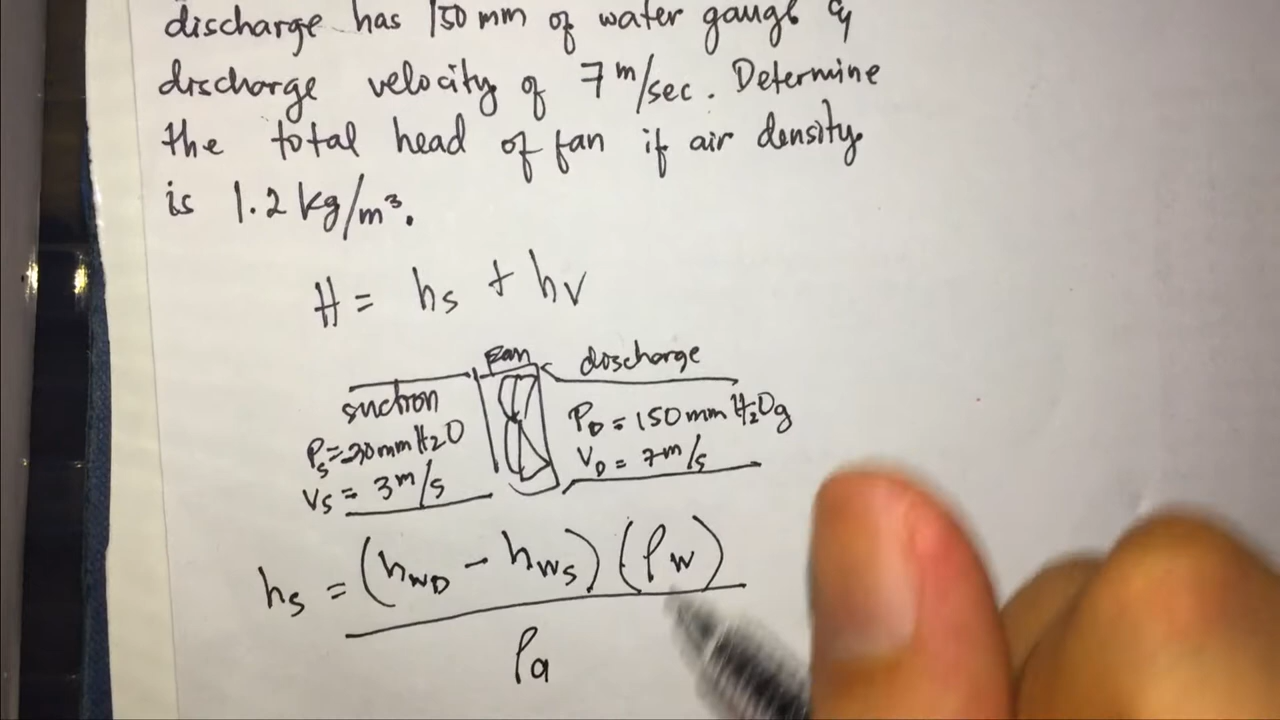 discharge has 150 mm of water gauge &
discharge velocity of 7 m/sec. Determine
the total head of fan if air density
is 1.2 kg/m³.
H = hs + hv
Fan
suction
discharge
Ps = 30 mm H2O
PD = 150 mm H2Og
Vs = 3 m/s
VD = 7 m/s
hs = (hWD - hWS) (ρw)
ρa